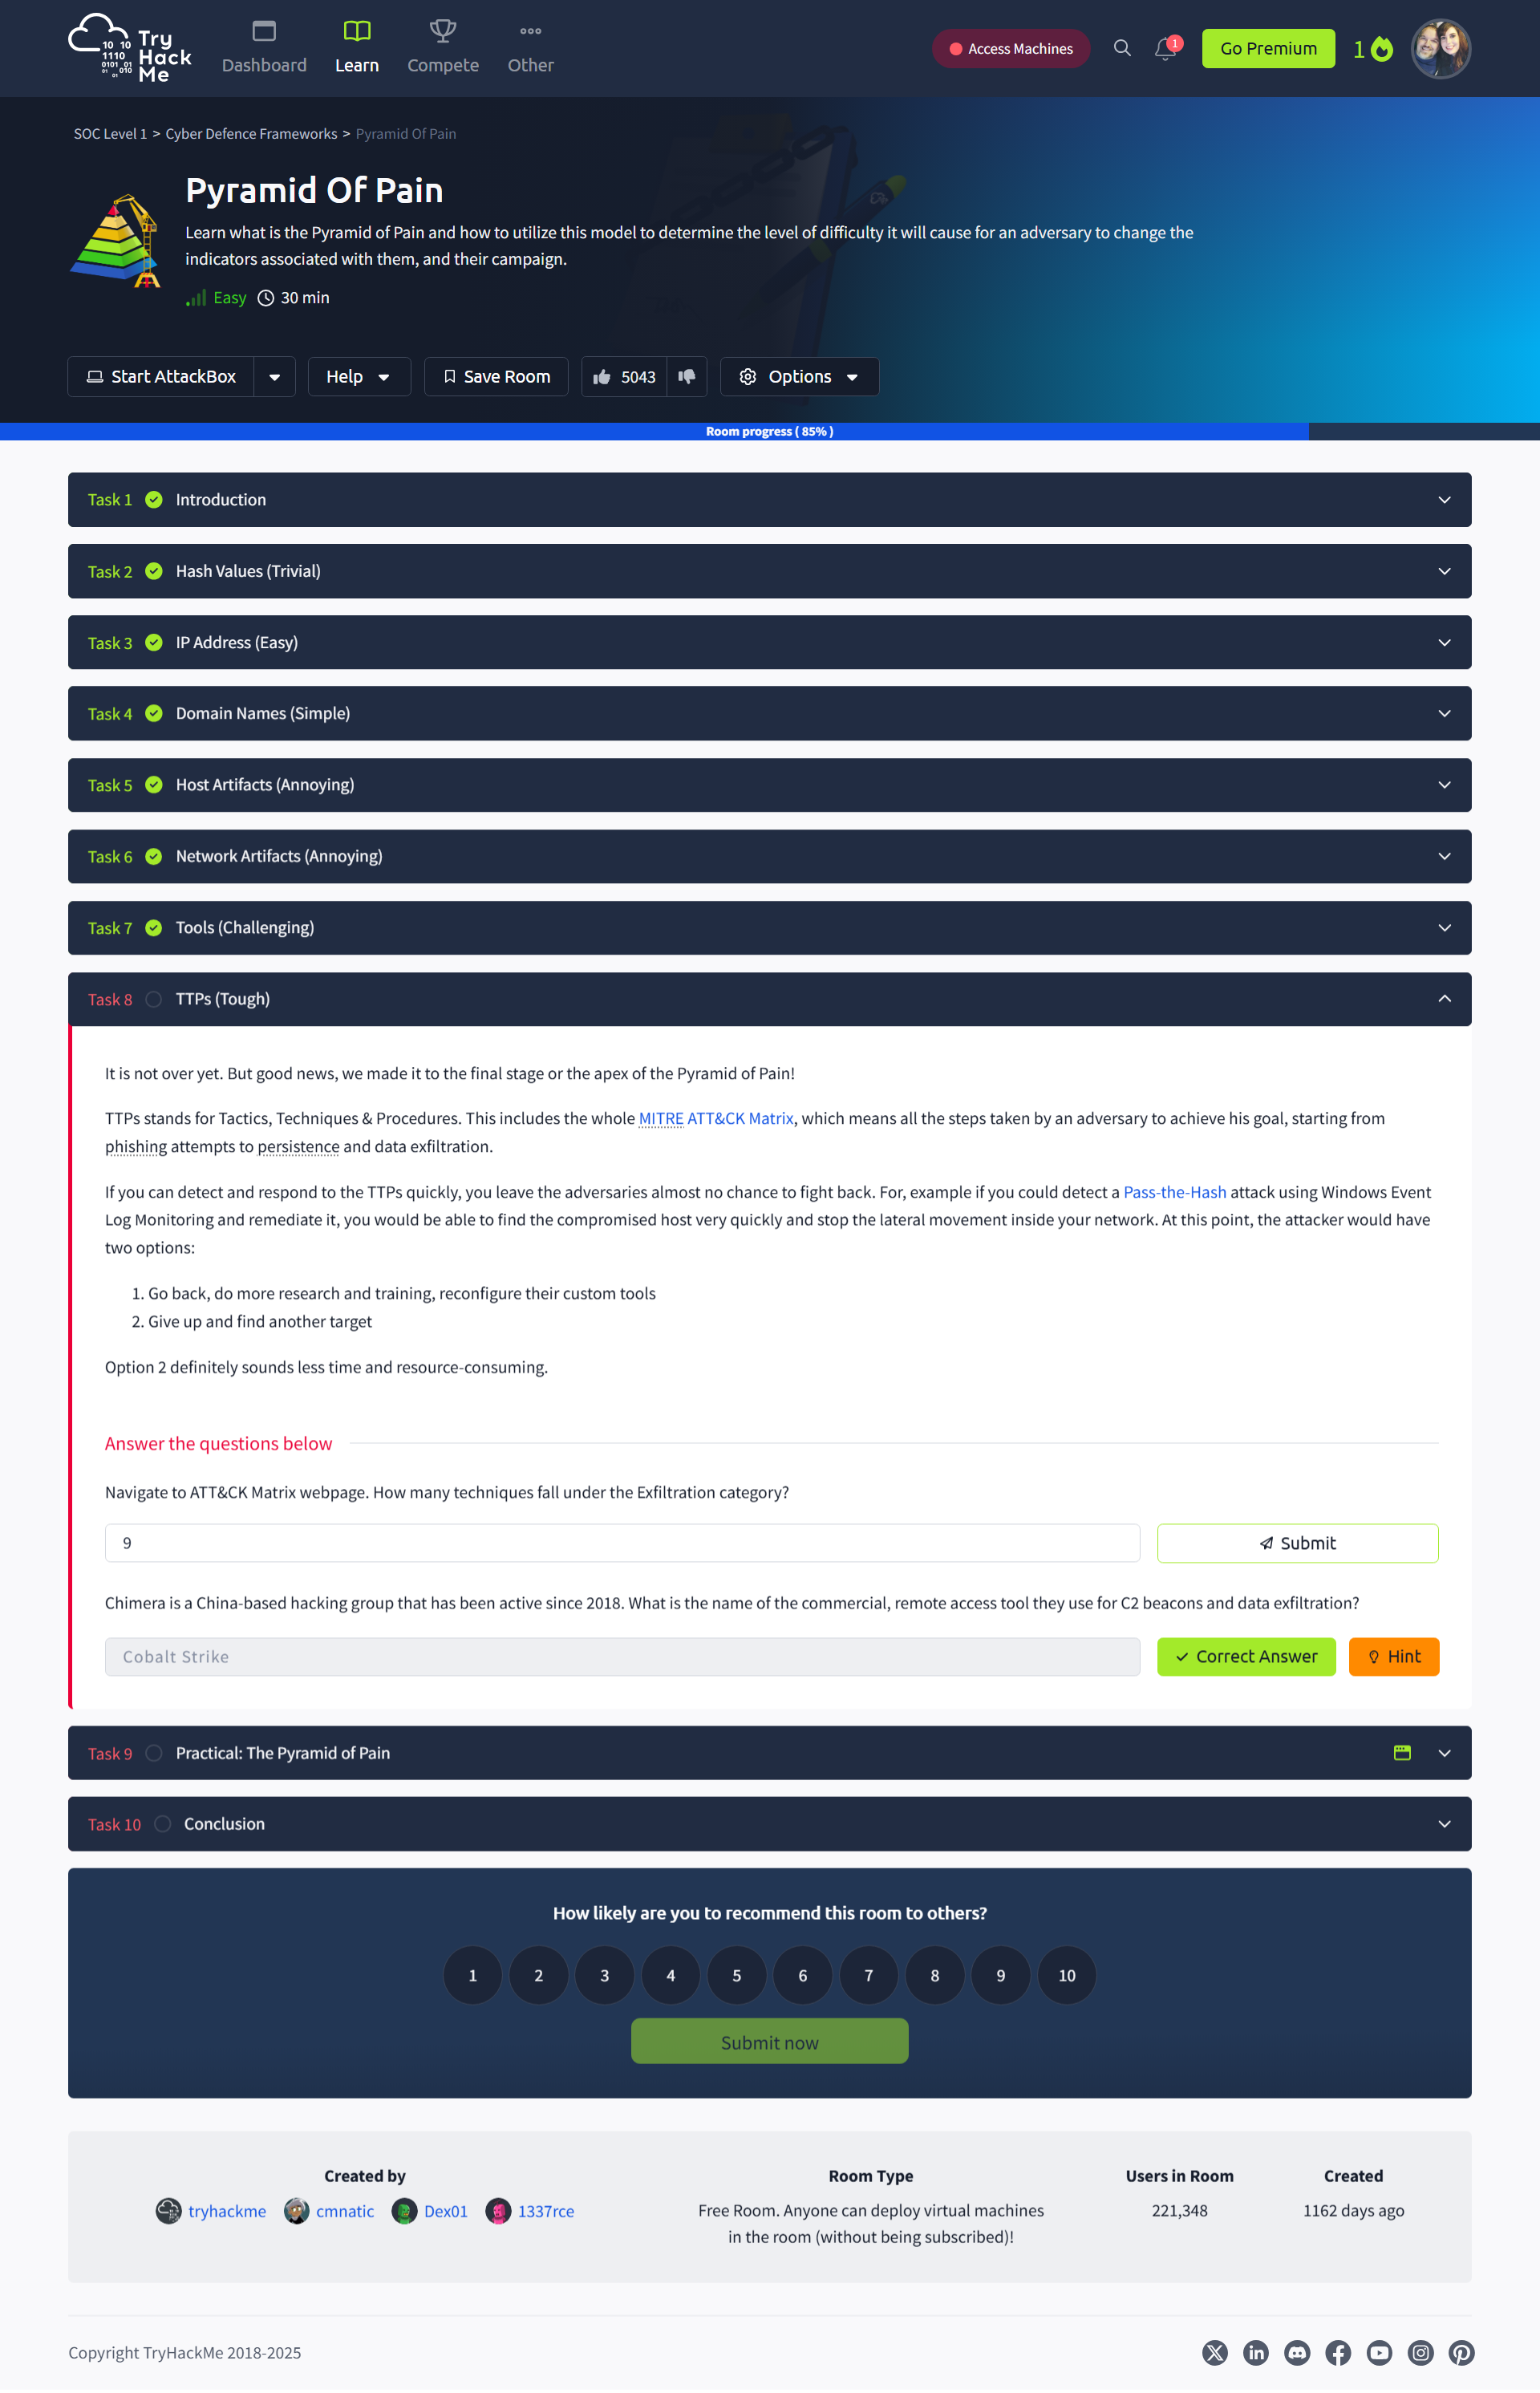 Try
Hack
Me
10 10
1110
0101 01
010
01
Dashboard
Learn
Compete
Other
Access Machines
1
Go Premium
1
SOC Level 1 > Cyber Defence Frameworks > Pyramid Of Pain
Pyramid Of Pain
Learn what is the Pyramid of Pain and how to utilize this model to determine the level of difficulty it will cause for an adversary to change the
indicators associated with them, and their campaign.
Easy 30 min
Start AttackBox
Help
Save Room
5043
Options
Room progress ( 85% )
Task 1 Introduction
Task 2 Hash Values (Trivial)
Task 3 IP Address (Easy)
Task 4 Domain Names (Simple)
Task 5 Host Artifacts (Annoying)
Task 6 Network Artifacts (Annoying)
Task 7 Tools (Challenging)
Task 8 TTPs (Tough)
It is not over yet. But good news, we made it to the final stage or the apex of the Pyramid of Pain!
TTPs stands for Tactics, Techniques & Procedures. This includes the whole MITRE ATT&CK Matrix, which means all the steps taken by an adversary to achieve his goal, starting from
phishing attempts to persistence and data exfiltration.
If you can detect and respond to the TTPs quickly, you leave the adversaries almost no chance to fight back. For, example if you could detect a Pass-the-Hash attack using Windows Event
Log Monitoring and remediate it, you would be able to find the compromised host very quickly and stop the lateral movement inside your network. At this point, the attacker would have
two options:
1. Go back, do more research and training, reconfigure their custom tools
2. Give up and find another target
Option 2 definitely sounds less time and resource-consuming.
Answer the questions below
Navigate to ATT&CK Matrix webpage. How many techniques fall under the Exfiltration category?
9
Submit
Chimera is a China-based hacking group that has been active since 2018. What is the name of the commercial, remote access tool they use for C2 beacons and data exfiltration?
Cobalt Strike
Correct Answer
Hint
Task 9 Practical: The Pyramid of Pain
Task 10 Conclusion
How likely are you to recommend this room to others?
1 2 3 4 5 6 7 8 9 10
Submit now
Created by
tryhackme cmnatic Dex01 1337rce
Room Type
Free Room. Anyone can deploy virtual machines
in the room (without being subscribed)!
Users in Room
221,348
Created
1162 days ago
Copyright TryHackMe 2018-2025